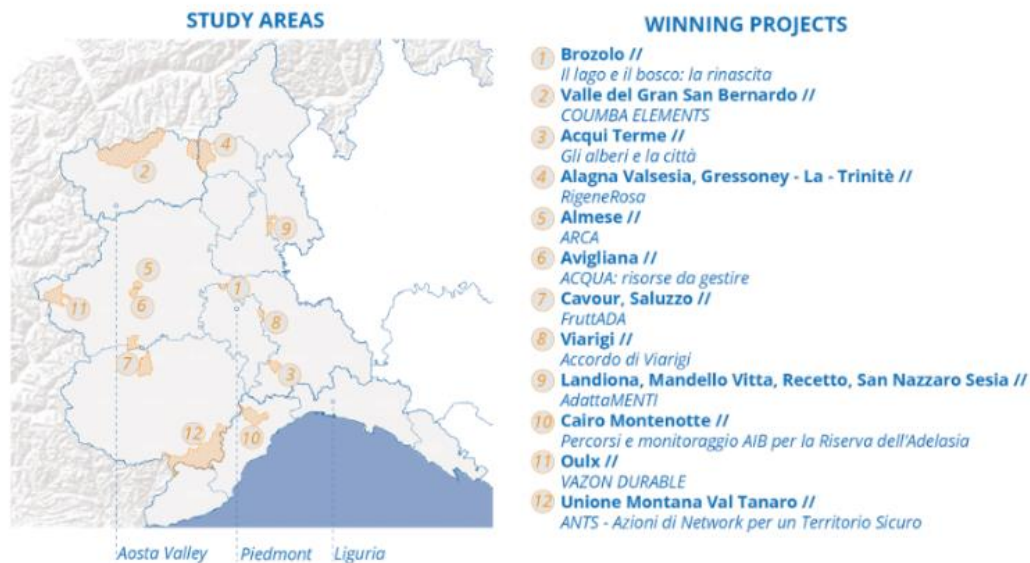 STUDY AREAS
4
2
9
5
1
11
6
8
7
3
12
10
Aosta Valley
Piedmont
Liguria
WINNING PROJECTS
1 Brozolo //
Il lago e il bosco: la rinascita
2 Valle del Gran San Bernardo //
COUMBA ELEMENTS
3 Acqui Terme //
Gli alberi e la città
4 Alagna Valsesia, Gressoney - La - Trinitè //
RigeneRosa
5 Almese //
ARCA
6 Avigliana //
ACQUA: risorse da gestire
7 Cavour, Saluzzo //
FruttADA
8 Viarigi //
Accordo di Viarigi
9 Landiona, Mandello Vitta, Recetto, San Nazzaro Sesia //
AdattaMENTI
10 Cairo Montenotte //
Percorsi e monitoraggio AIB per la Riserva dell'Adelasia
11 Oulx //
VAZON DURABLE
12 Unione Montana Val Tanaro //
ANTS - Azioni di Network per un Territorio Sicuro